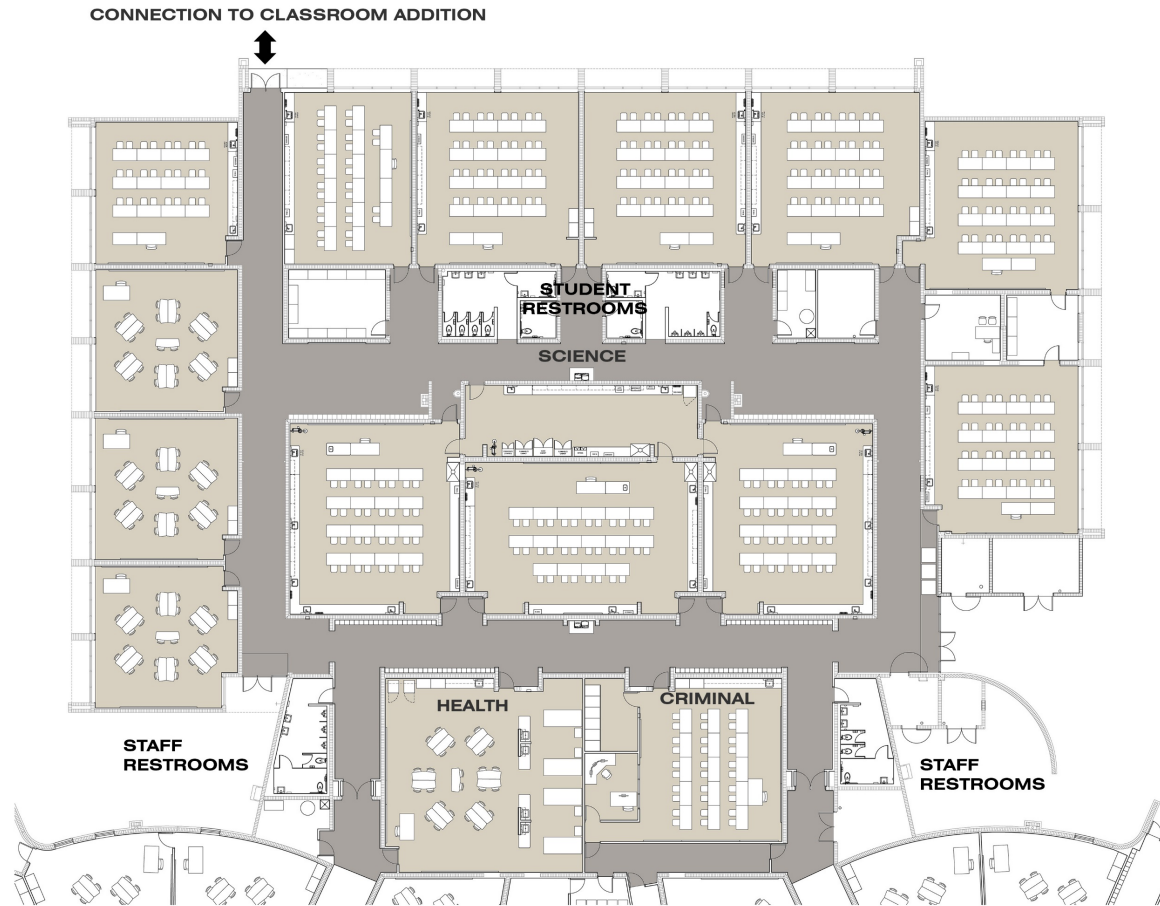 CONNECTION TO CLASSROOM ADDITION
STUDENT
RESTROOMS
SCIENCE
HEALTH
CRIMINAL
STAFF
RESTROOMS
STAFF
RESTROOMS